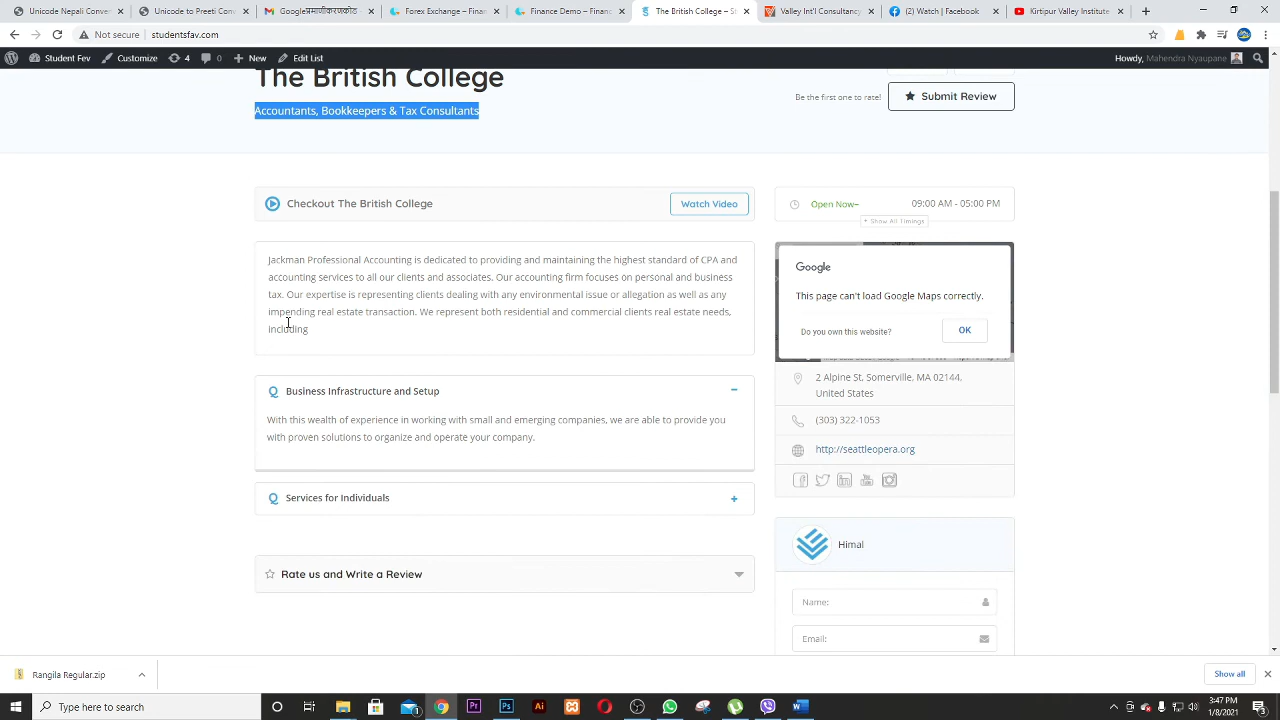 Unicode Nepali Conver
Unicode to Preeti Conve
Google
Forex Exchange – Financ
Finance Demo – Financ
The British College – St
Valley Int'l Consultancy
(2) Watch | Facebook
Kirtipur Valley Institute
Not secure | studentsfav.com
Student Fev
Customize
4
0
New
Edit List
Howdy, Mahendra Nyaupane
The British College
Accountants, Bookkeepers & Tax Consultants
Be the first one to rate!
Submit Review
Checkout The British College
Watch Video
Open Now~
09:00 AM - 05:00 PM
+ Show All Timings
Jackman Professional Accounting is dedicated to providing and maintaining the highest standard of CPA and
accounting services to all our clients and associates. Our accounting firm focuses on personal and business
tax. Our expertise is representing clients dealing with any environmental issue or allegation as well as any
impending real estate transaction. We represent both residential and commercial clients real estate needs,
including
Google
This page can't load Google Maps correctly.
Do you own this website?
OK
2 Alpine St, Somerville, MA 02144,
United States
(303) 322-1053
http://seattleopera.org
Q Business Infrastructure and Setup
With this wealth of experience in working with small and emerging companies, we are able to provide you
with proven solutions to organize and operate your company.
Q Services for Individuals
Rate us and Write a Review
Himal
Name:
Email:
Rangila Regular.zip
Show all
Type here to search
3:47 PM
1/8/2021